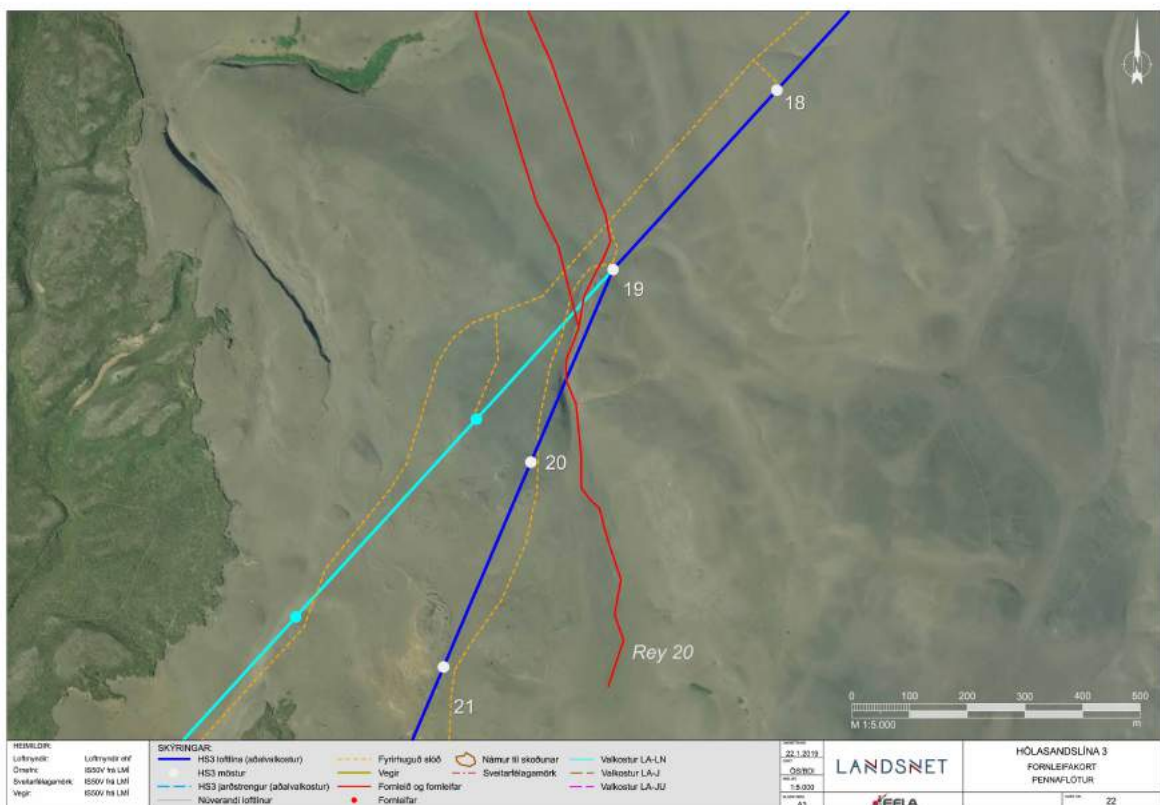 N
18
19
20
Rey 20
21
0 100 200 300 400 500
M 1:5.000 m
HEIMILDIR:
Loftmyndir: Loftmyndir ehf
Örnefni: IS50V frá LMÍ
Sveitarfélagamörk: IS50V frá LMÍ
Vegir: IS50V frá LMÍ
SKÝRINGAR:
HS3 loftlína (aðalvalkostur)
HS3 möstur
HS3 jarðstrengur (aðalvalkostur)
Núverandi loftlínur
Fyrirhuguð slóð
Vegir
Fornleið og fornleifar
Fornleifar
Námur til skoðunar
Sveitarfélagamörk
Valkostur LA-LN
Valkostur LA-J
Valkostur LA-JU
22.1.2019
ÓS/BDI
1:5.000
A3
LANDSNET
EFLA
HÓLASANDSLÍNA 3
FORNLEIFAKORT
PENNAFLÖTUR
22